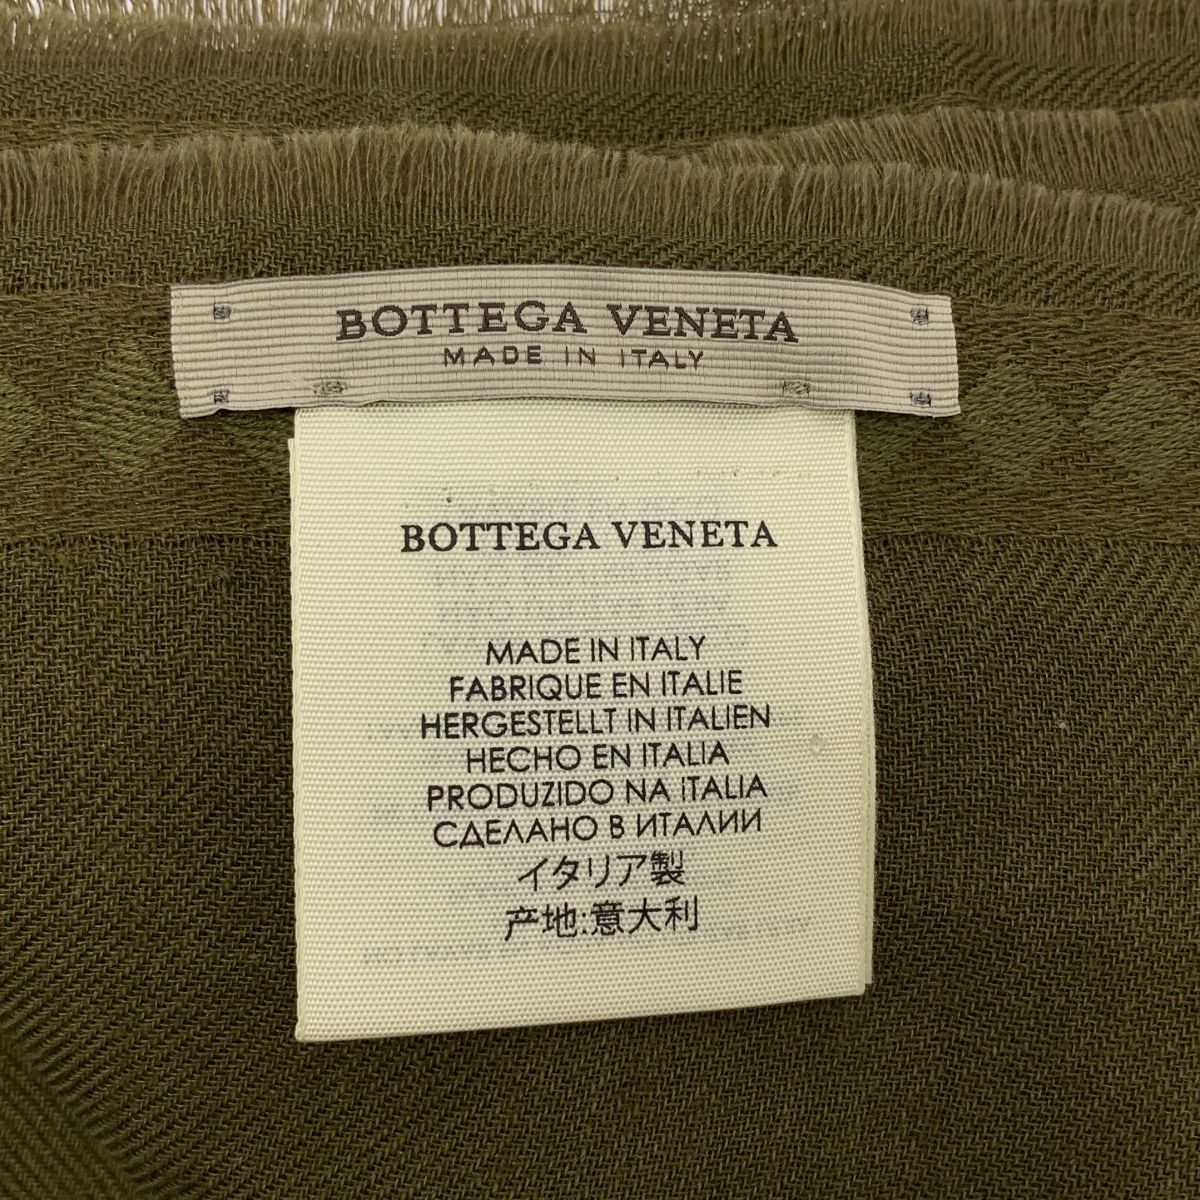 BOTTEGA VENETA
MADE IN ITALY
BOTTEGA VENETA
MADE IN ITALY
FABRIQUE EN ITALIE
HERGESTELLT IN ITALIEN
HECHO EN ITALIA
PRODUZIDO NA ITALIA
СДЕЛАНО В ИТАЛИИ
イタリア製
产地:意大利